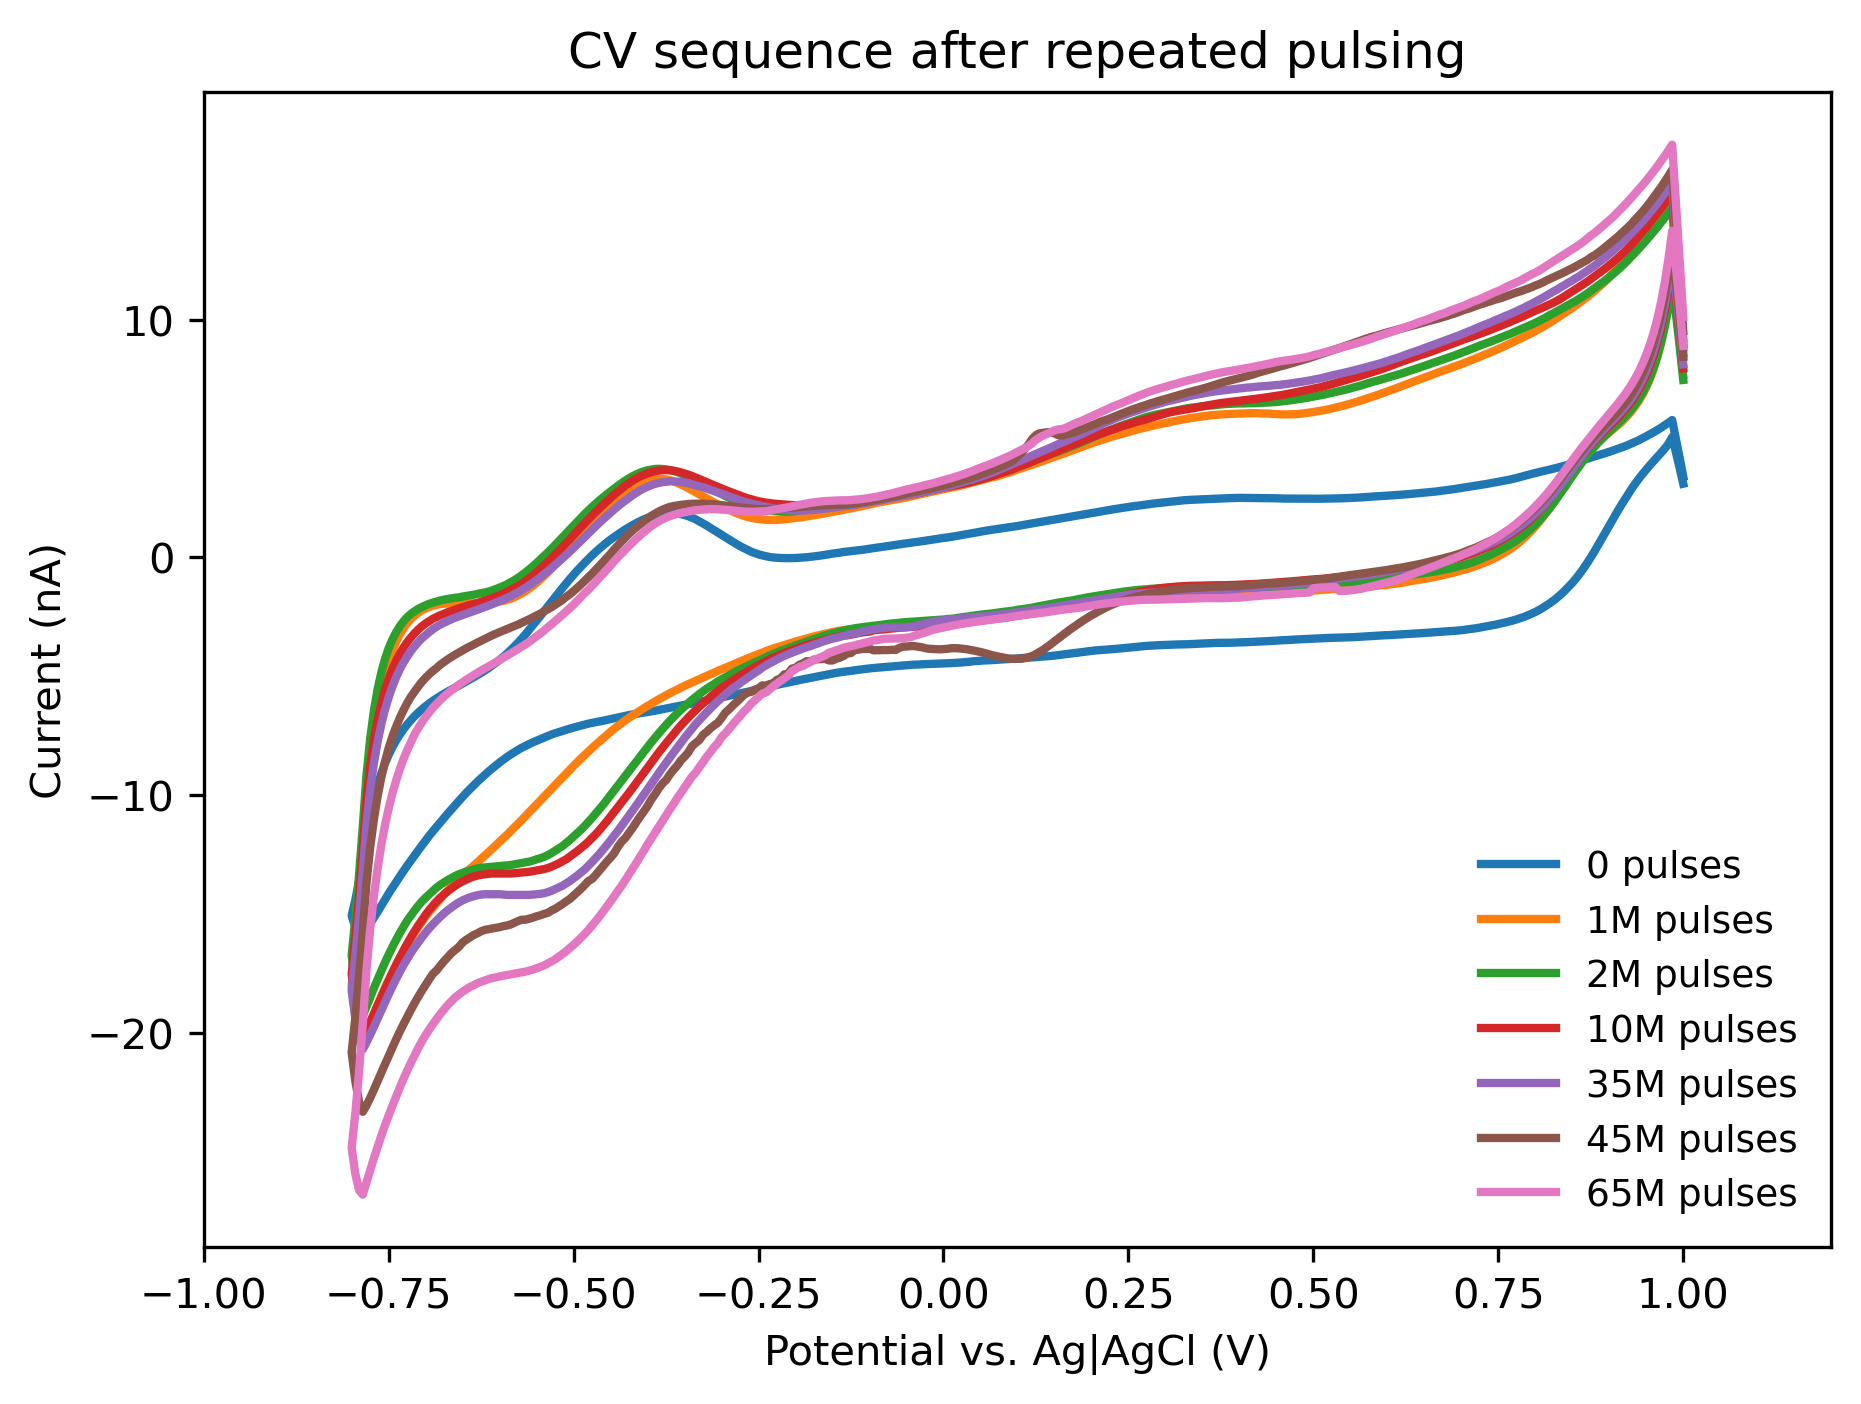 CV sequence after repeated pulsing
Current (nA)
10
0
−10
−20
0 pulses
1M pulses
2M pulses
10M pulses
35M pulses
45M pulses
65M pulses
−1.00 −0.75 −0.50 −0.25 0.00 0.25 0.50 0.75 1.00
Potential vs. Ag|AgCl (V)